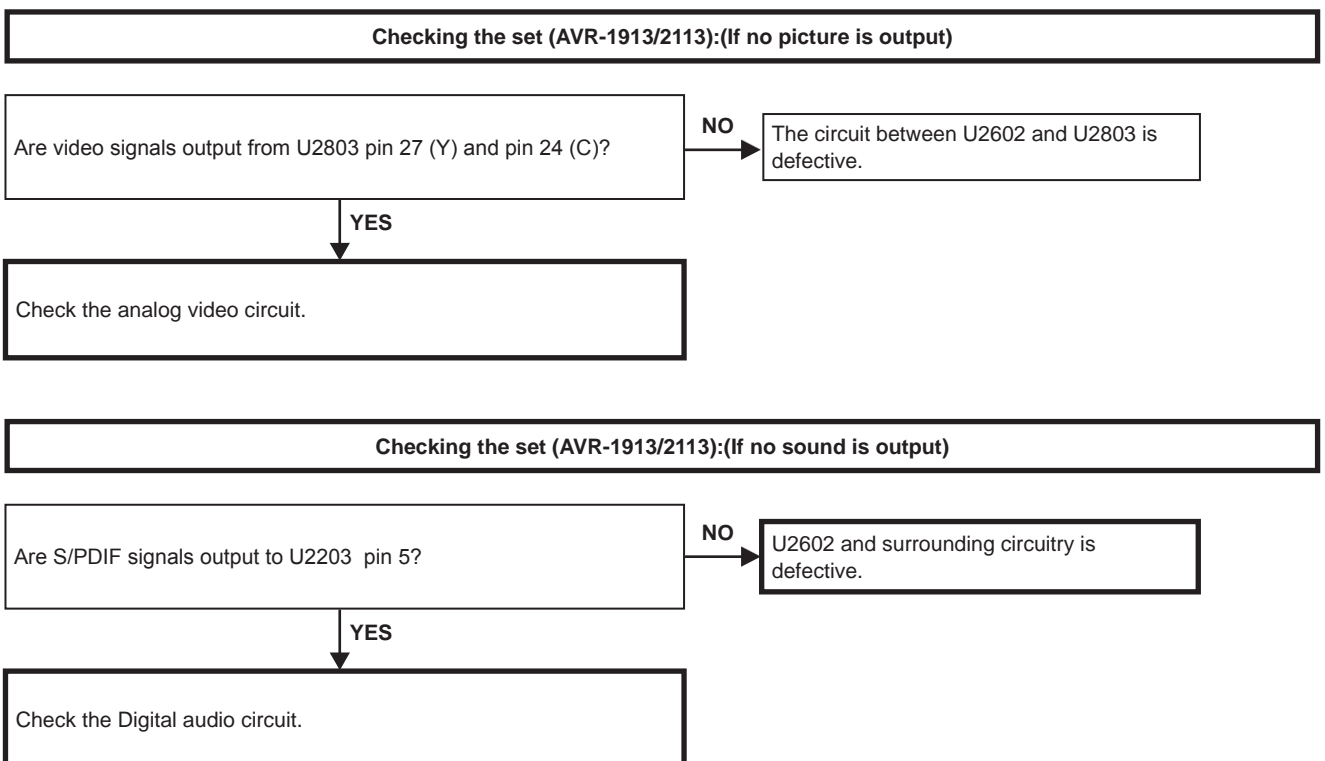 Checking the set (AVR-1913/2113):(If no picture is output)
Are video signals output from U2803 pin 27 (Y) and pin 24 (C)?
NO
The circuit between U2602 and U2803 is
defective.
YES
Check the analog video circuit.
Checking the set (AVR-1913/2113):(If no sound is output)
Are S/PDIF signals output to U2203  pin 5?
NO
U2602 and surrounding circuitry is
defective.
YES
Check the Digital audio circuit.